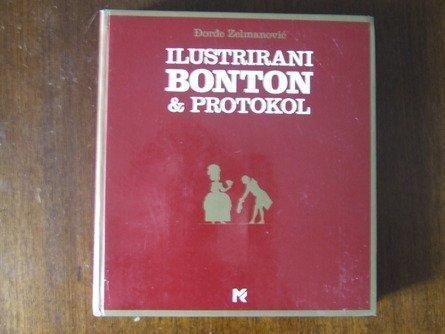 Đorđe Zelmanović
ILUSTRIRANI
BONTON
& PROTOKOL